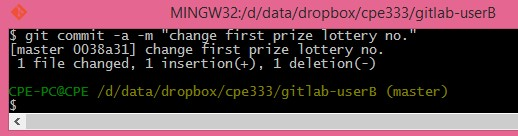 MINGW32:/d/data/dropbox/cpe333/gitlab-userB
$ git commit -a -m "change first prize lottery no."
[master 0038a31] change first prize lottery no.
 1 file changed, 1 insertion(+), 1 deletion(-)
CPE-PC@CPE /d/data/dropbox/cpe333/gitlab-userB (master)
$